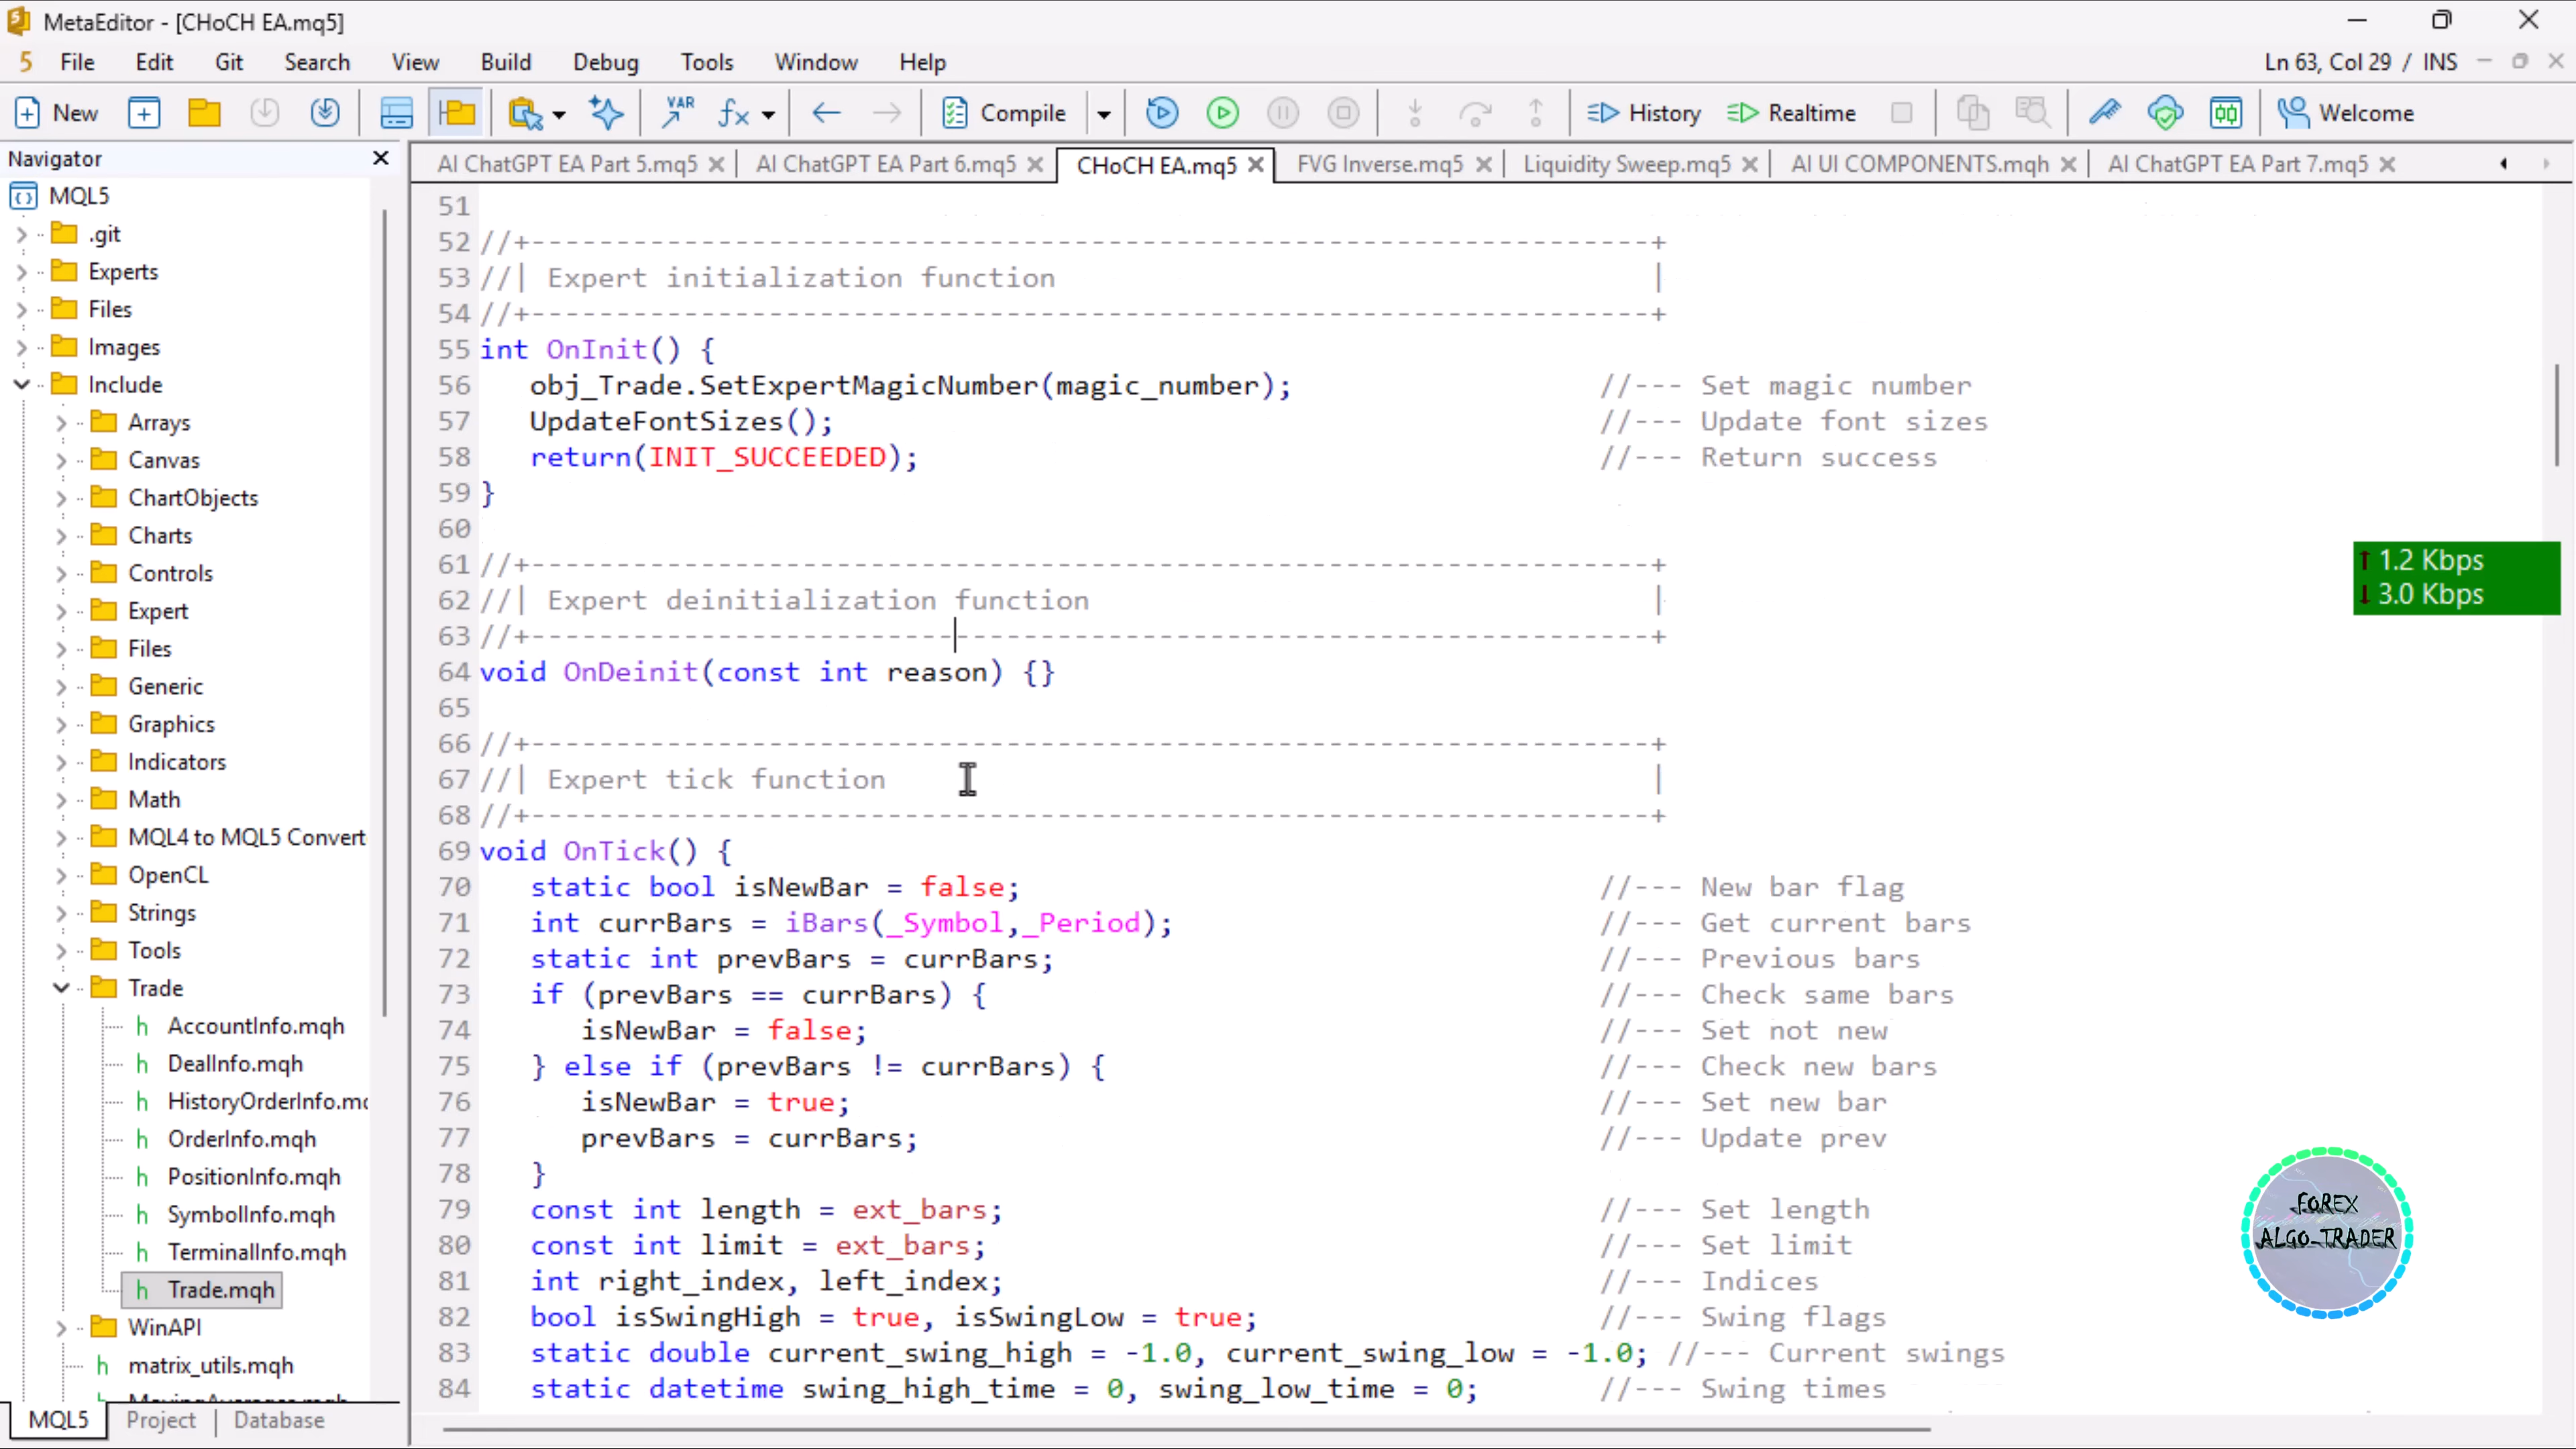 MetaEditor - [CHoCH EA.mq5]
5 File Edit Git Search View Build Debug Tools Window Help
Ln 63, Col 29 / INS
New VAR fx Compile History Realtime Welcome
Navigator
MQL5
.git
Experts
Files
Images
Include
Arrays
Canvas
ChartObjects
Charts
Controls
Expert
Files
Generic
Graphics
Indicators
Math
MQL4 to MQL5 Convert
OpenCL
Strings
Tools
Trade
h AccountInfo.mqh
h DealInfo.mqh
h HistoryOrderInfo.m
h OrderInfo.mqh
h PositionInfo.mqh
h SymbolInfo.mqh
h TerminalInfo.mqh
h Trade.mqh
WinAPI
h matrix_utils.mqh
MQL5 Project Database
AI ChatGPT EA Part 5.mq5 AI ChatGPT EA Part 6.mq5 CHoCH EA.mq5 FVG Inverse.mq5 Liquidity Sweep.mq5 AI UI COMPONENTS.mqh AI ChatGPT EA Part 7.mq5
51
52 //+------------------------------------------------------------------+
53 //| Expert initialization function |
54 //+------------------------------------------------------------------+
55 int OnInit() {
56 obj_Trade.SetExpertMagicNumber(magic_number); //--- Set magic number
57 UpdateFontSizes(); //--- Update font sizes
58 return(INIT_SUCCEEDED); //--- Return success
59 }
60
61 //+------------------------------------------------------------------+
62 //| Expert deinitialization function |
63 //+------------------------------------------------------------------+
64 void OnDeinit(const int reason) {}
65
66 //+------------------------------------------------------------------+
67 //| Expert tick function |
68 //+------------------------------------------------------------------+
69 void OnTick() {
70 static bool isNewBar = false; //--- New bar flag
71 int currBars = iBars(_Symbol,_Period); //--- Get current bars
72 static int prevBars = currBars; //--- Previous bars
73 if (prevBars == currBars) { //--- Check same bars
74 isNewBar = false; //--- Set not new
75 } else if (prevBars != currBars) { //--- Check new bars
76 isNewBar = true; //--- Set new bar
77 prevBars = currBars; //--- Update prev
78 }
79 const int length = ext_bars; //--- Set length
80 const int limit = ext_bars; //--- Set limit
81 int right_index, left_index; //--- Indices
82 bool isSwingHigh = true, isSwingLow = true; //--- Swing flags
83 static double current_swing_high = -1.0, current_swing_low = -1.0; //--- Current swings
84 static datetime swing_high_time = 0, swing_low_time = 0; //--- Swing times
↑ 1.2 Kbps
↓ 3.0 Kbps
FOREX
ALGO-TRADER